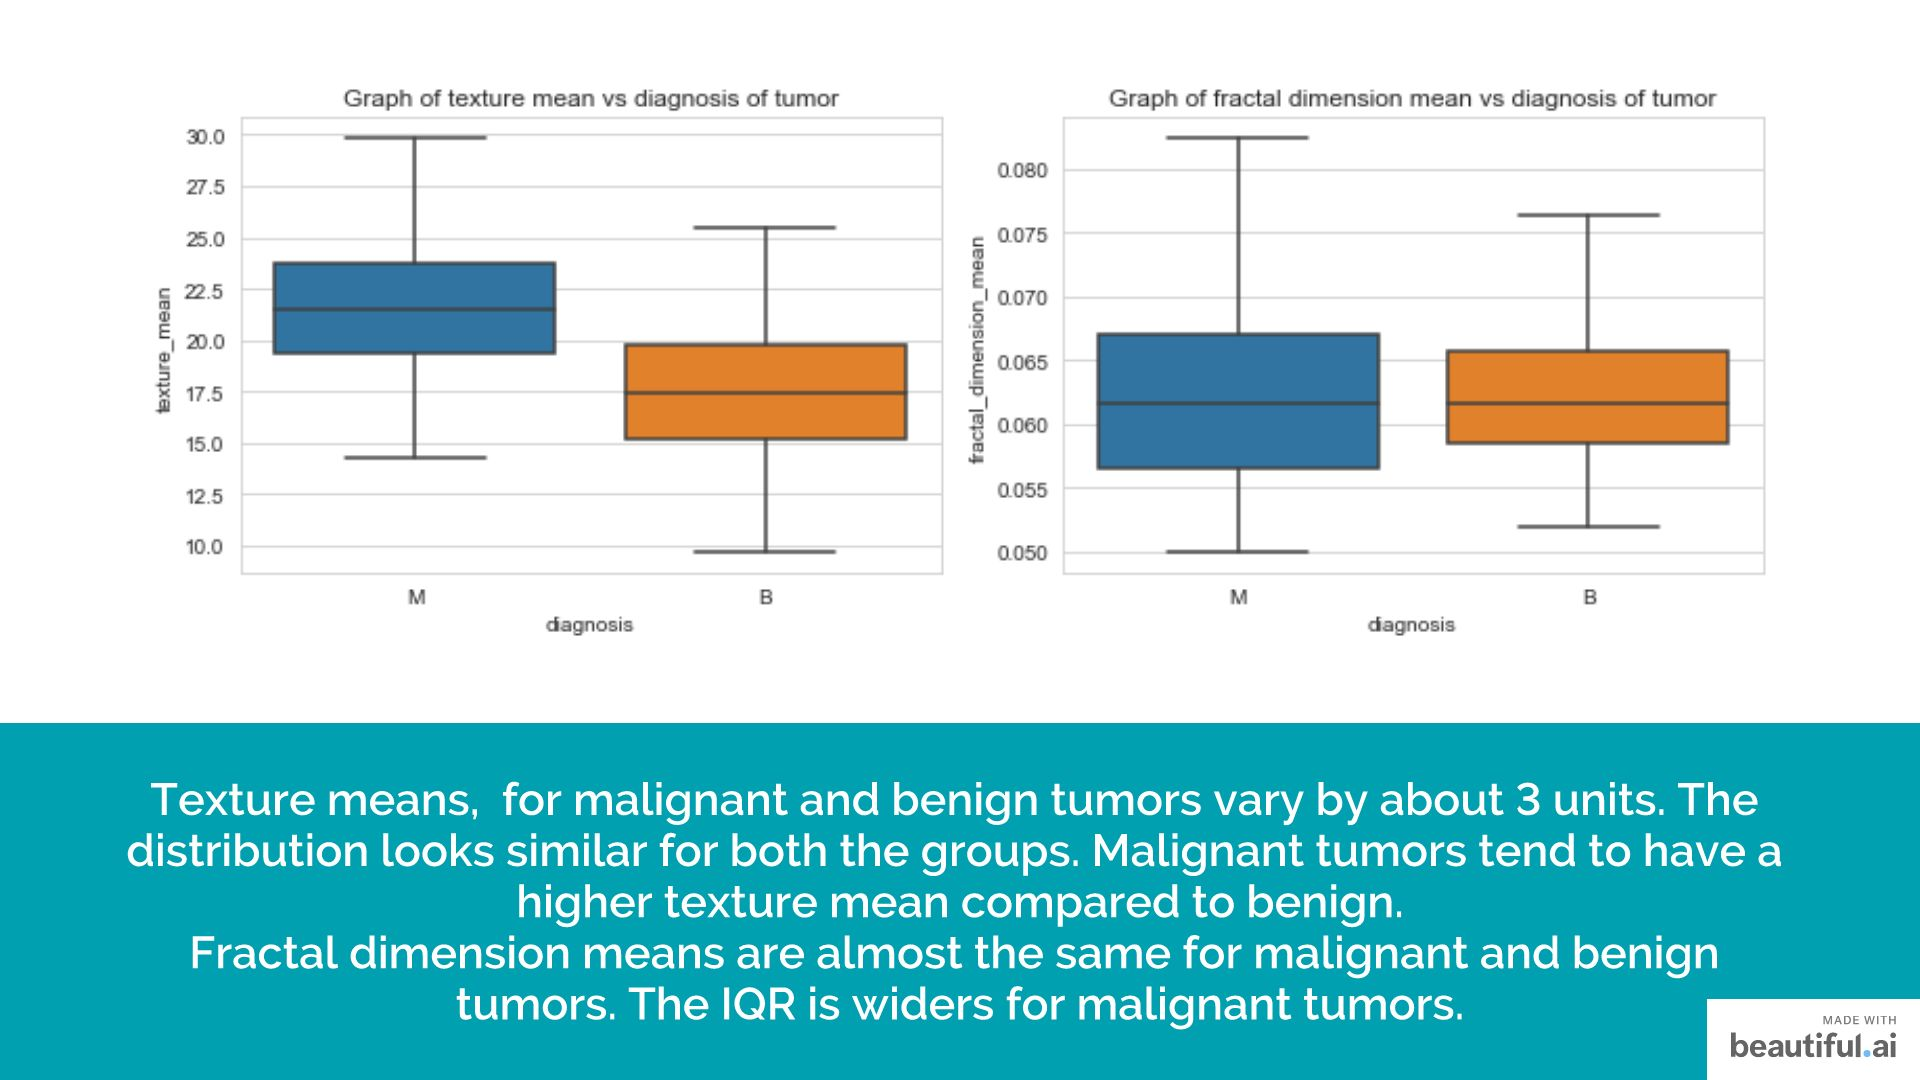 Graph of texture mean vs diagnosis of tumor
30.0
27.5
25.0
22.5
20.0
17.5
15.0
12.5
10.0
texture_mean
M
B
diagnosis
Graph of fractal dimension mean vs diagnosis of tumor
0.080
0.075
0.070
0.065
0.060
0.055
0.050
fractal_dimension_mean
M
B
diagnosis
Texture means,  for malignant and benign tumors vary by about 3 units. The
distribution looks similar for both the groups. Malignant tumors tend to have a
higher texture mean compared to benign.
Fractal dimension means are almost the same for malignant and benign
tumors. The IQR is widers for malignant tumors.
MADE WITH
beautiful.ai